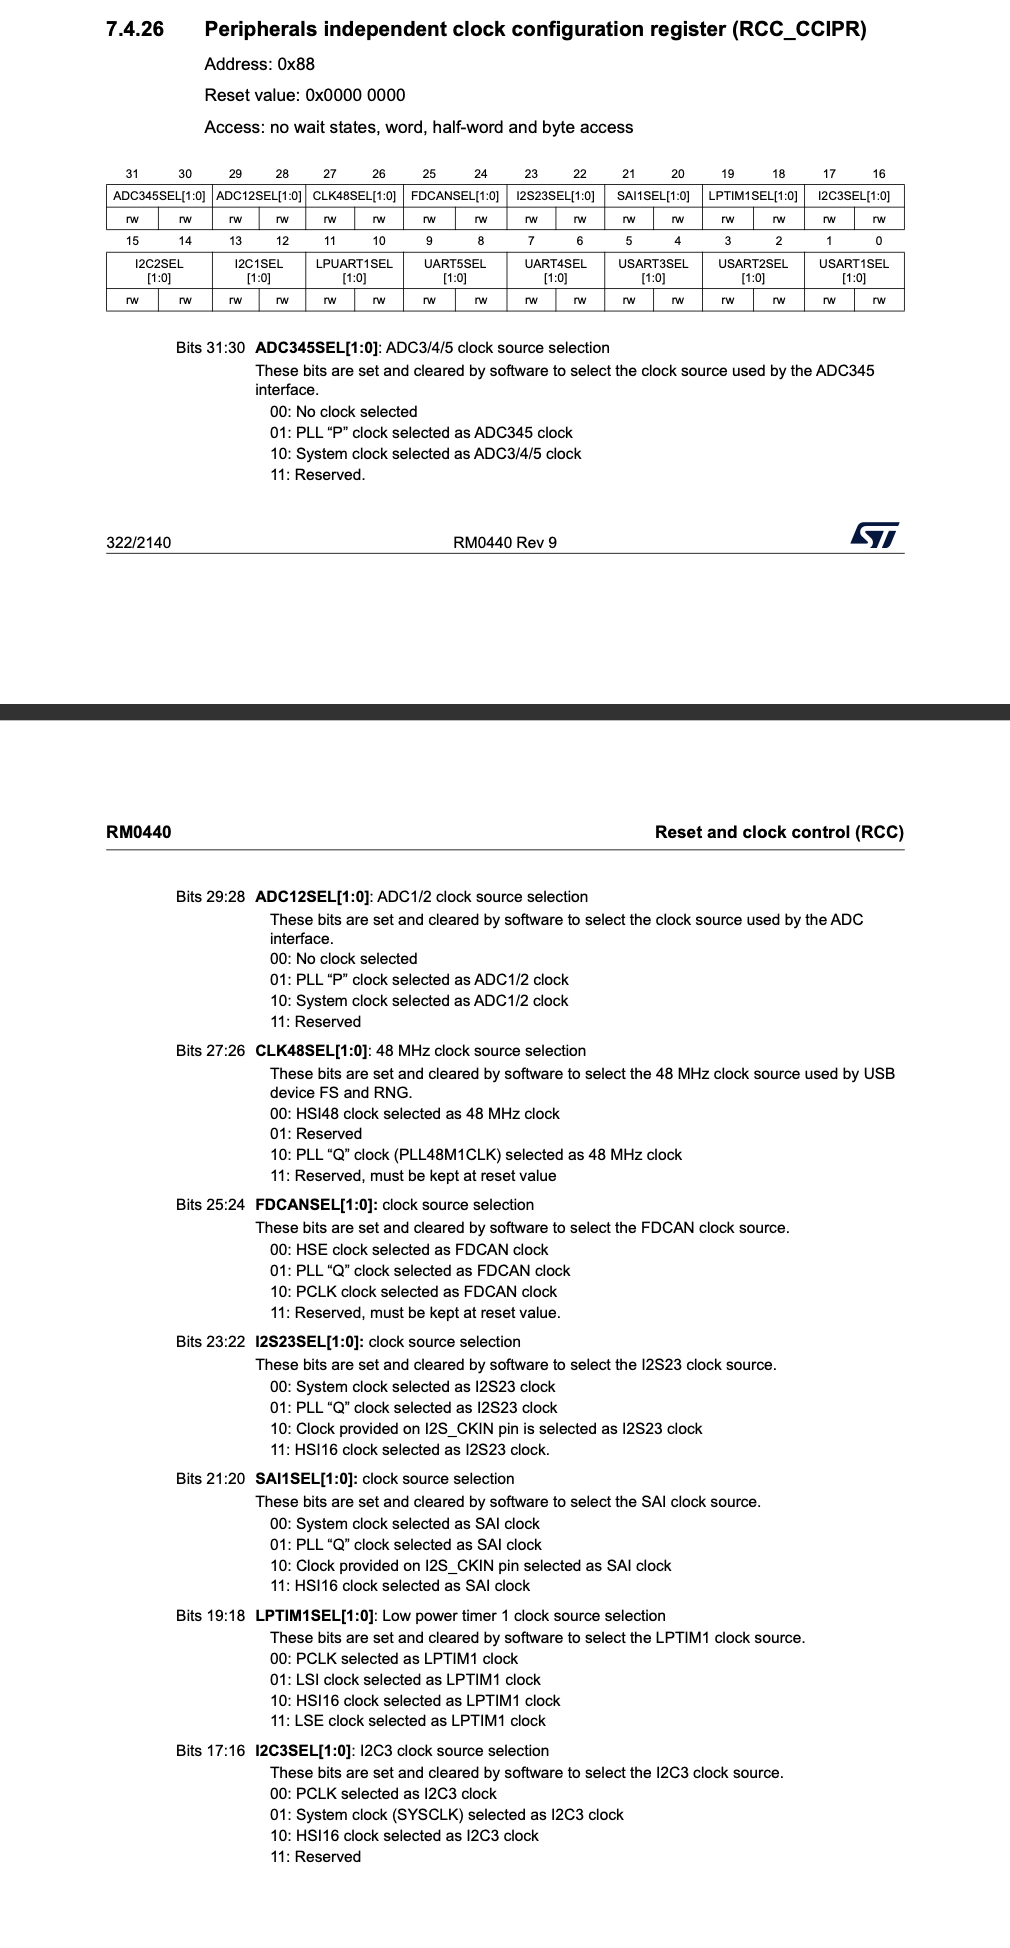 7.4.26 Peripherals independent clock configuration register (RCC_CCIPR)
Address: 0x88
Reset value: 0x0000 0000
Access: no wait states, word, half-word and byte access
31 30 29 28 27 26 25 24 23 22 21 20 19 18 17 16
ADC345SEL[1:0] ADC12SEL[1:0] CLK48SEL[1:0] FDCANSEL[1:0] I2S23SEL[1:0] SAI1SEL[1:0] LPTIM1SEL[1:0] I2C3SEL[1:0]
rw rw rw rw rw rw rw rw rw rw rw rw rw rw rw rw
15 14 13 12 11 10 9 8 7 6 5 4 3 2 1 0
I2C2SEL I2C1SEL LPUART1SEL UART5SEL UART4SEL USART3SEL USART2SEL USART1SEL
[1:0] [1:0] [1:0] [1:0] [1:0] [1:0] [1:0] [1:0]
rw rw rw rw rw rw rw rw rw rw rw rw rw rw rw rw
Bits 31:30 ADC345SEL[1:0]: ADC3/4/5 clock source selection
These bits are set and cleared by software to select the clock source used by the ADC345
interface.
00: No clock selected
01: PLL “P” clock selected as ADC345 clock
10: System clock selected as ADC3/4/5 clock
11: Reserved.
322/2140 RM0440 Rev 9 ST
RM0440 Reset and clock control (RCC)
Bits 29:28 ADC12SEL[1:0]: ADC1/2 clock source selection
These bits are set and cleared by software to select the clock source used by the ADC
interface.
00: No clock selected
01: PLL “P” clock selected as ADC1/2 clock
10: System clock selected as ADC1/2 clock
11: Reserved
Bits 27:26 CLK48SEL[1:0]: 48 MHz clock source selection
These bits are set and cleared by software to select the 48 MHz clock source used by USB
device FS and RNG.
00: HSI48 clock selected as 48 MHz clock
01: Reserved
10: PLL “Q” clock (PLL48M1CLK) selected as 48 MHz clock
11: Reserved, must be kept at reset value
Bits 25:24 FDCANSEL[1:0]: clock source selection
These bits are set and cleared by software to select the FDCAN clock source.
00: HSE clock selected as FDCAN clock
01: PLL “Q” clock selected as FDCAN clock
10: PCLK clock selected as FDCAN clock
11: Reserved, must be kept at reset value.
Bits 23:22 I2S23SEL[1:0]: clock source selection
These bits are set and cleared by software to select the I2S23 clock source.
00: System clock selected as I2S23 clock
01: PLL “Q” clock selected as I2S23 clock
10: Clock provided on I2S_CKIN pin is selected as I2S23 clock
11: HSI16 clock selected as I2S23 clock.
Bits 21:20 SAI1SEL[1:0]: clock source selection
These bits are set and cleared by software to select the SAI clock source.
00: System clock selected as SAI clock
01: PLL “Q” clock selected as SAI clock
10: Clock provided on I2S_CKIN pin selected as SAI clock
11: HSI16 clock selected as SAI clock
Bits 19:18 LPTIM1SEL[1:0]: Low power timer 1 clock source selection
These bits are set and cleared by software to select the LPTIM1 clock source.
00: PCLK selected as LPTIM1 clock
01: LSI clock selected as LPTIM1 clock
10: HSI16 clock selected as LPTIM1 clock
11: LSE clock selected as LPTIM1 clock
Bits 17:16 I2C3SEL[1:0]: I2C3 clock source selection
These bits are set and cleared by software to select the I2C3 clock source.
00: PCLK selected as I2C3 clock
01: System clock (SYSCLK) selected as I2C3 clock
10: HSI16 clock selected as I2C3 clock
11: Reserved